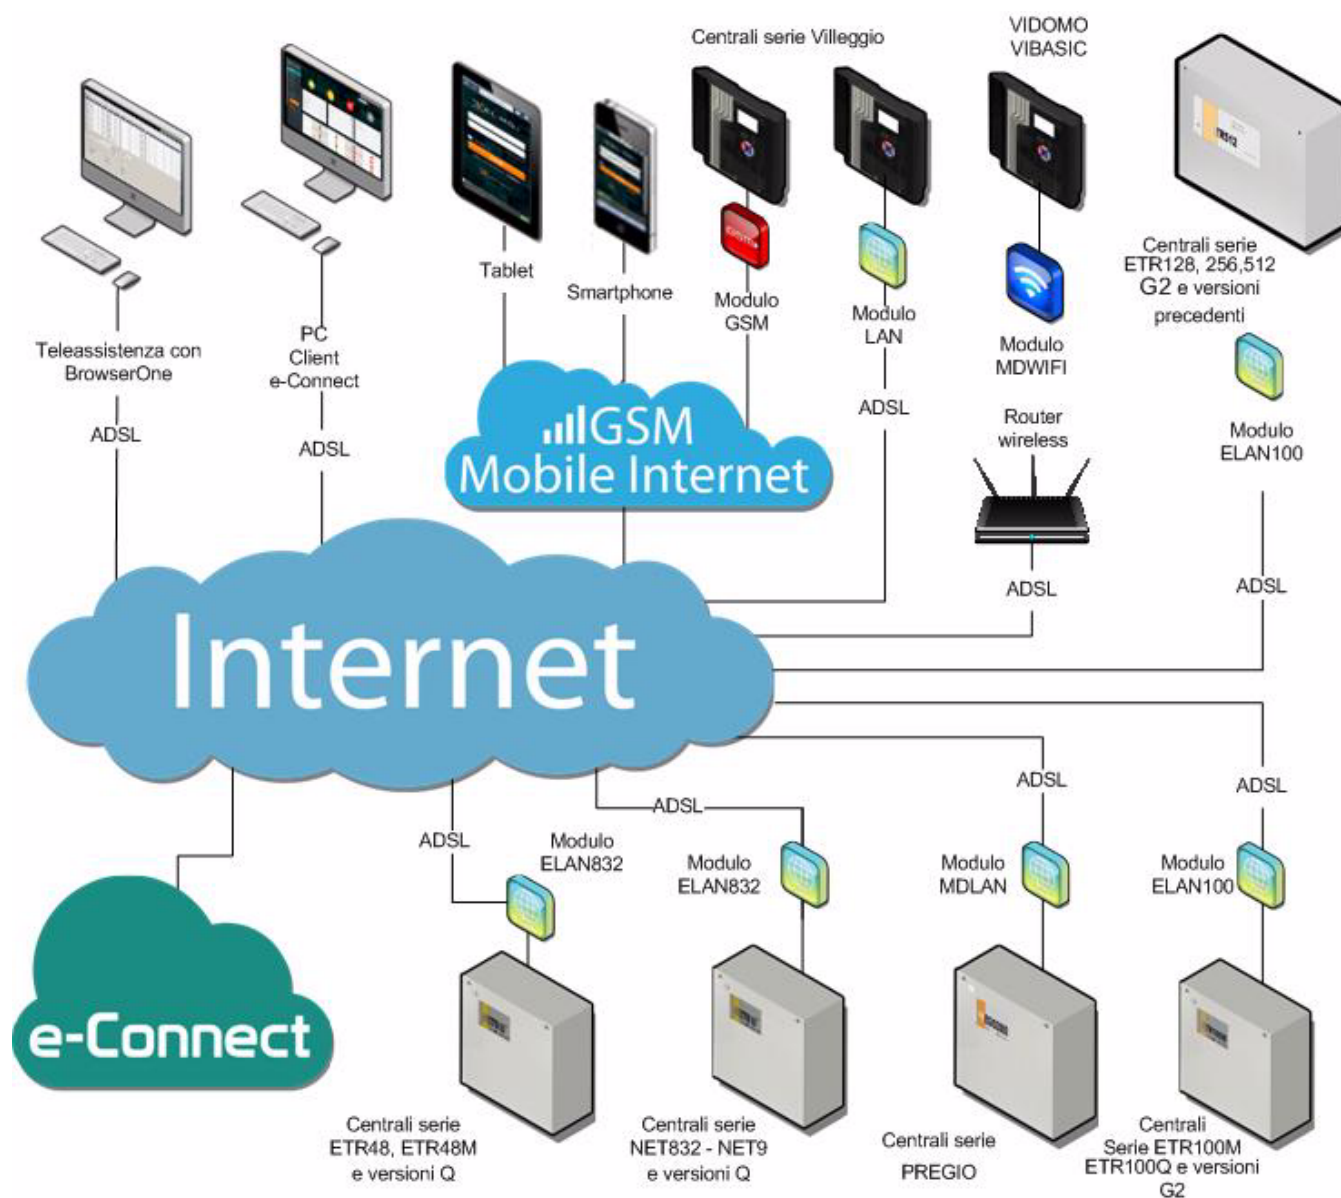 Centrali serie Villeggio
VIDOMO
VIBASIC
Centrali serie
ETR128, 256,512
G2 e versioni
precedenti
Tablet
Smartphone
Modulo
GSM
Modulo
LAN
Modulo
MDWIFI
Teleassistenza con
BrowserOne
PC
Client
e-Connect
ADSL
ADSL
GSM
Mobile Internet
ADSL
Router
wireless
Modulo
ELAN100
ADSL
ADSL
Internet
ADSL
ADSL
ADSL
ADSL
Modulo
ELAN832
Modulo
ELAN832
Modulo
MDLAN
Modulo
ELAN100
e-Connect
Centrali serie
ETR48, ETR48M
e versioni Q
Centrali serie
NET832 - NET9
e versioni Q
Centrali serie
PREGIO
Centrali
Serie ETR100M
ETR100Q e versioni
G2